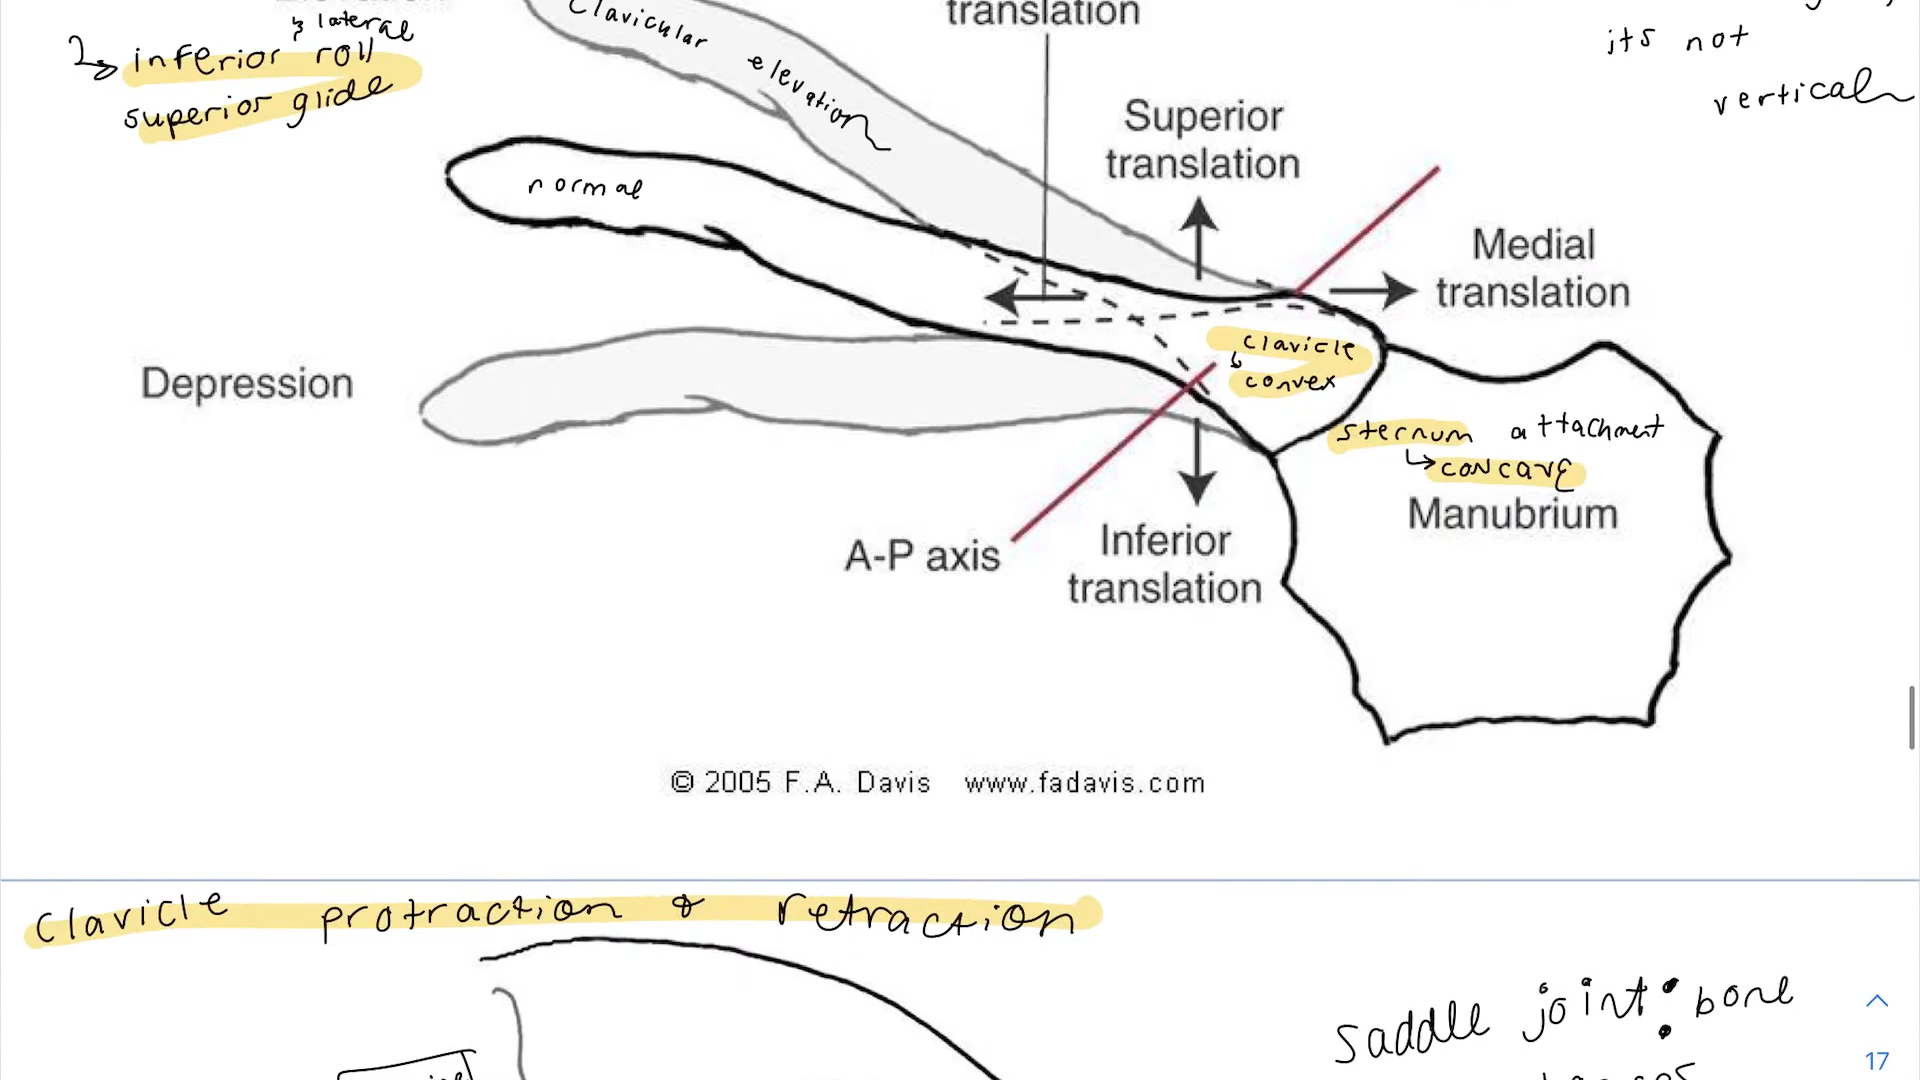 translation
Clavicular elevation
& lateral
inferior roll
superior glide
its not
vertical
normal
Superior
translation
Medial
translation
clavicle
convex
Depression
sternum attachment
concave
Manubrium
A-P axis
Inferior
translation
© 2005 F.A. Davis www.fadavis.com
Clavicle protraction & retraction
saddle joint: bone
17